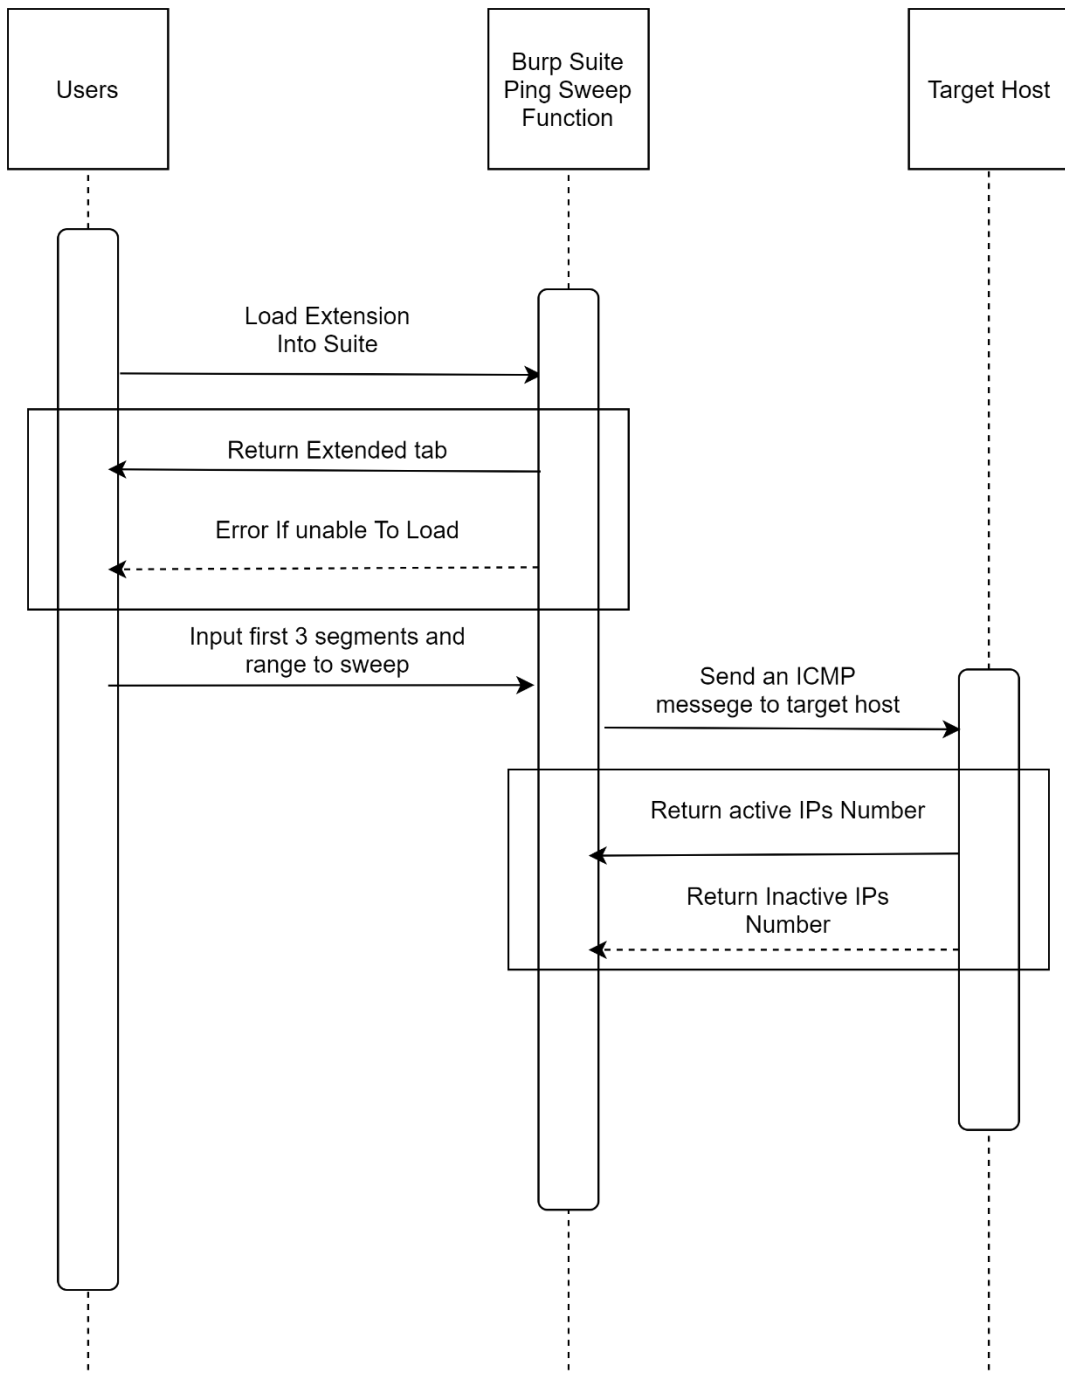 Users
Burp Suite
Ping Sweep
Function
Target Host
Load Extension
Into Suite
Return Extended tab
Error If unable To Load
Input first 3 segments and
range to sweep
Send an ICMP
messege to target host
Return active IPs Number
Return Inactive IPs
Number